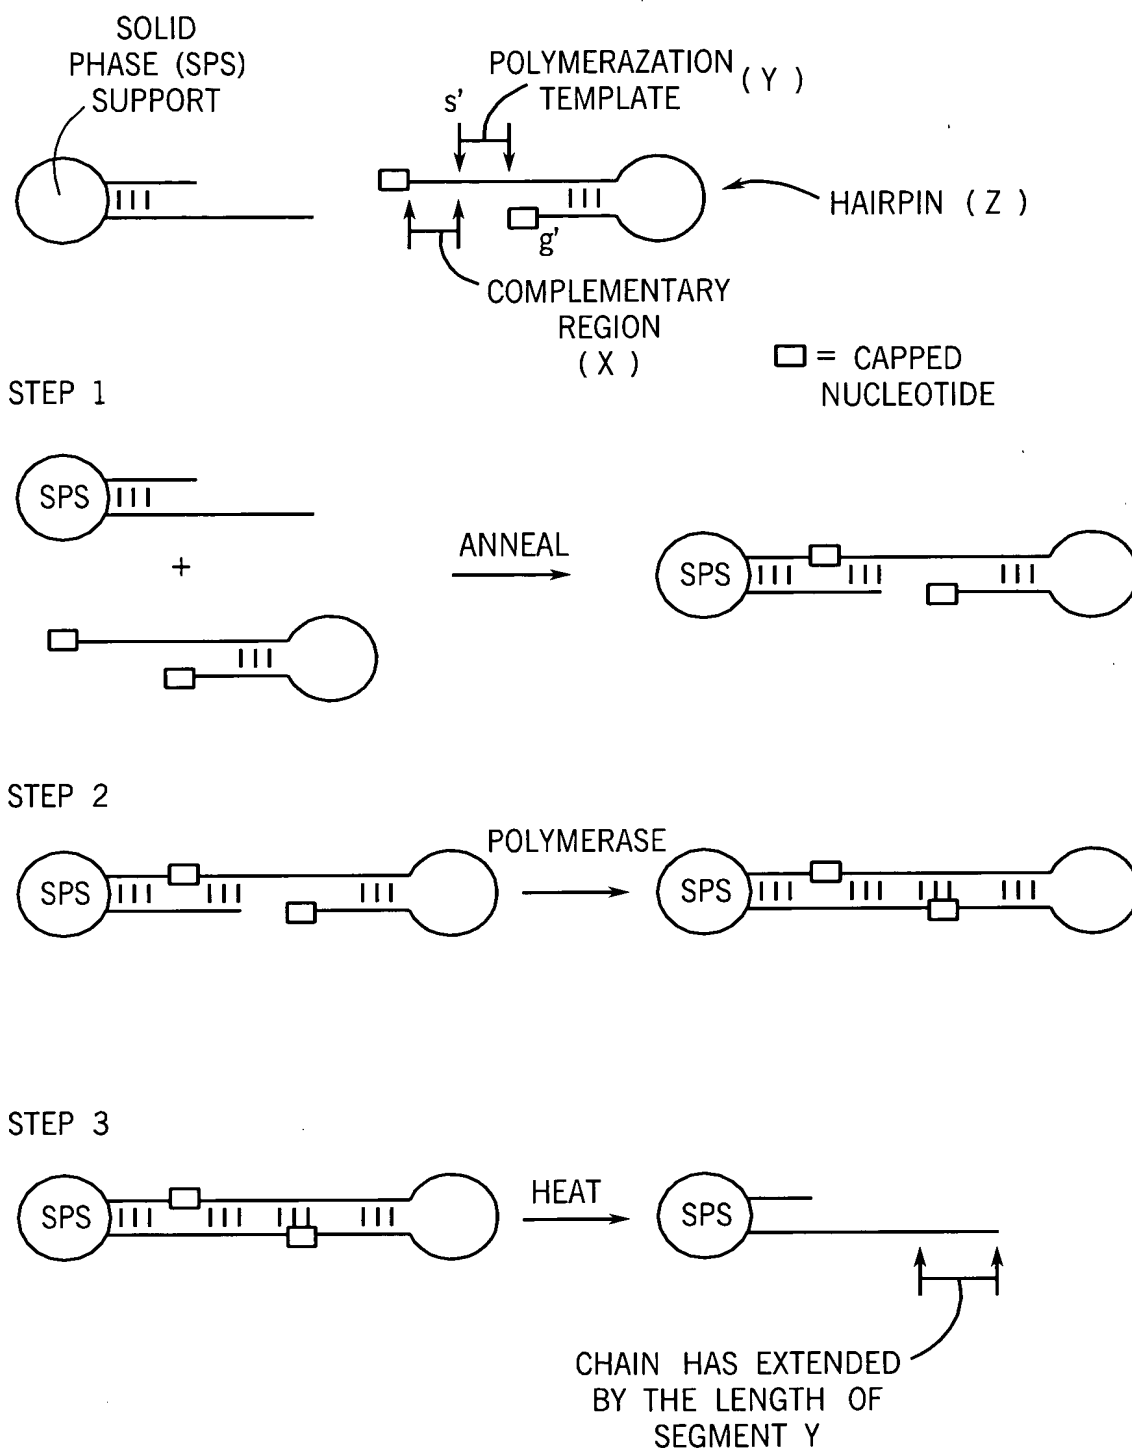 SOLID
PHASE (SPS)
SUPPORT
POLYMERAZATION
TEMPLATE
(Y)
s'
HAIRPIN (Z)
g'
COMPLEMENTARY
REGION
(X)
= CAPPED
NUCLEOTIDE
STEP 1
SPS
+
ANNEAL
SPS
STEP 2
SPS
POLYMERASE
SPS
STEP 3
SPS
HEAT
SPS
CHAIN HAS EXTENDED
BY THE LENGTH OF
SEGMENT Y